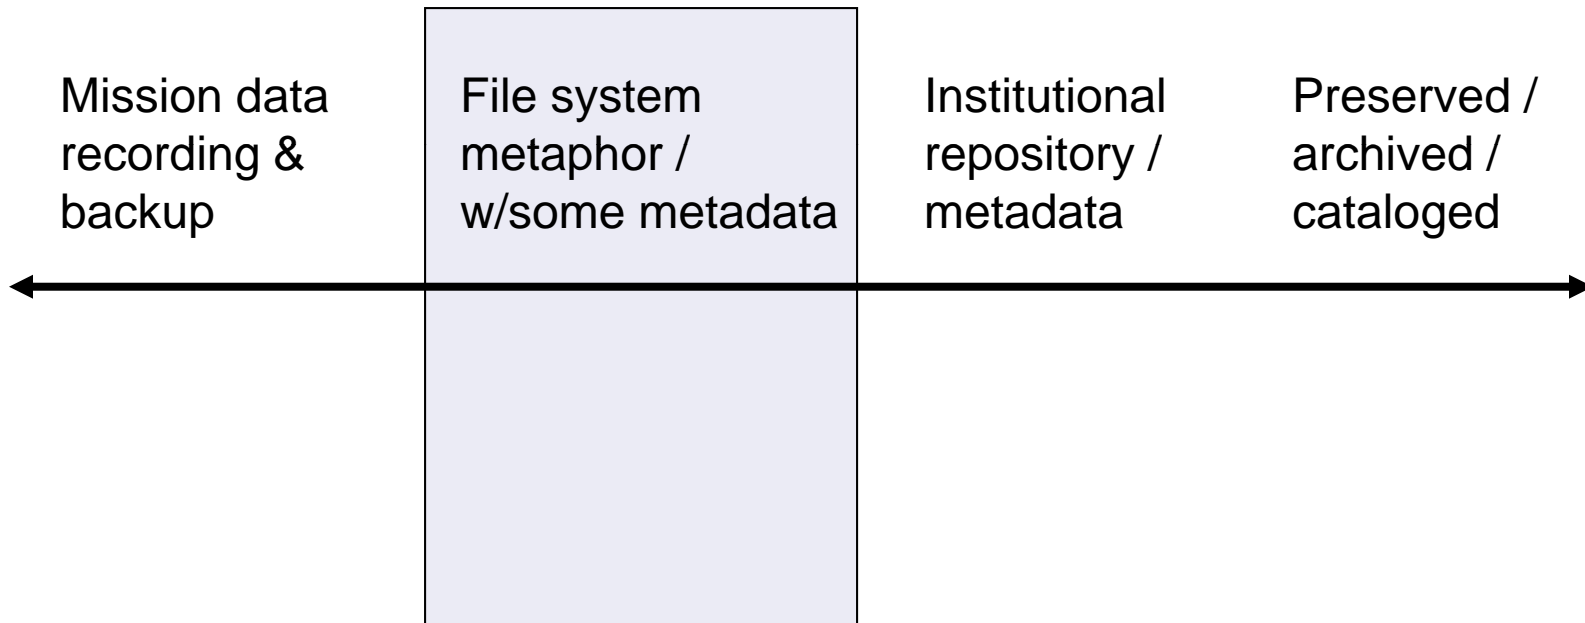 Mission data
recording &
backup
File system
metaphor /
w/some metadata
Institutional
repository /
metadata
Preserved /
archived /
cataloged